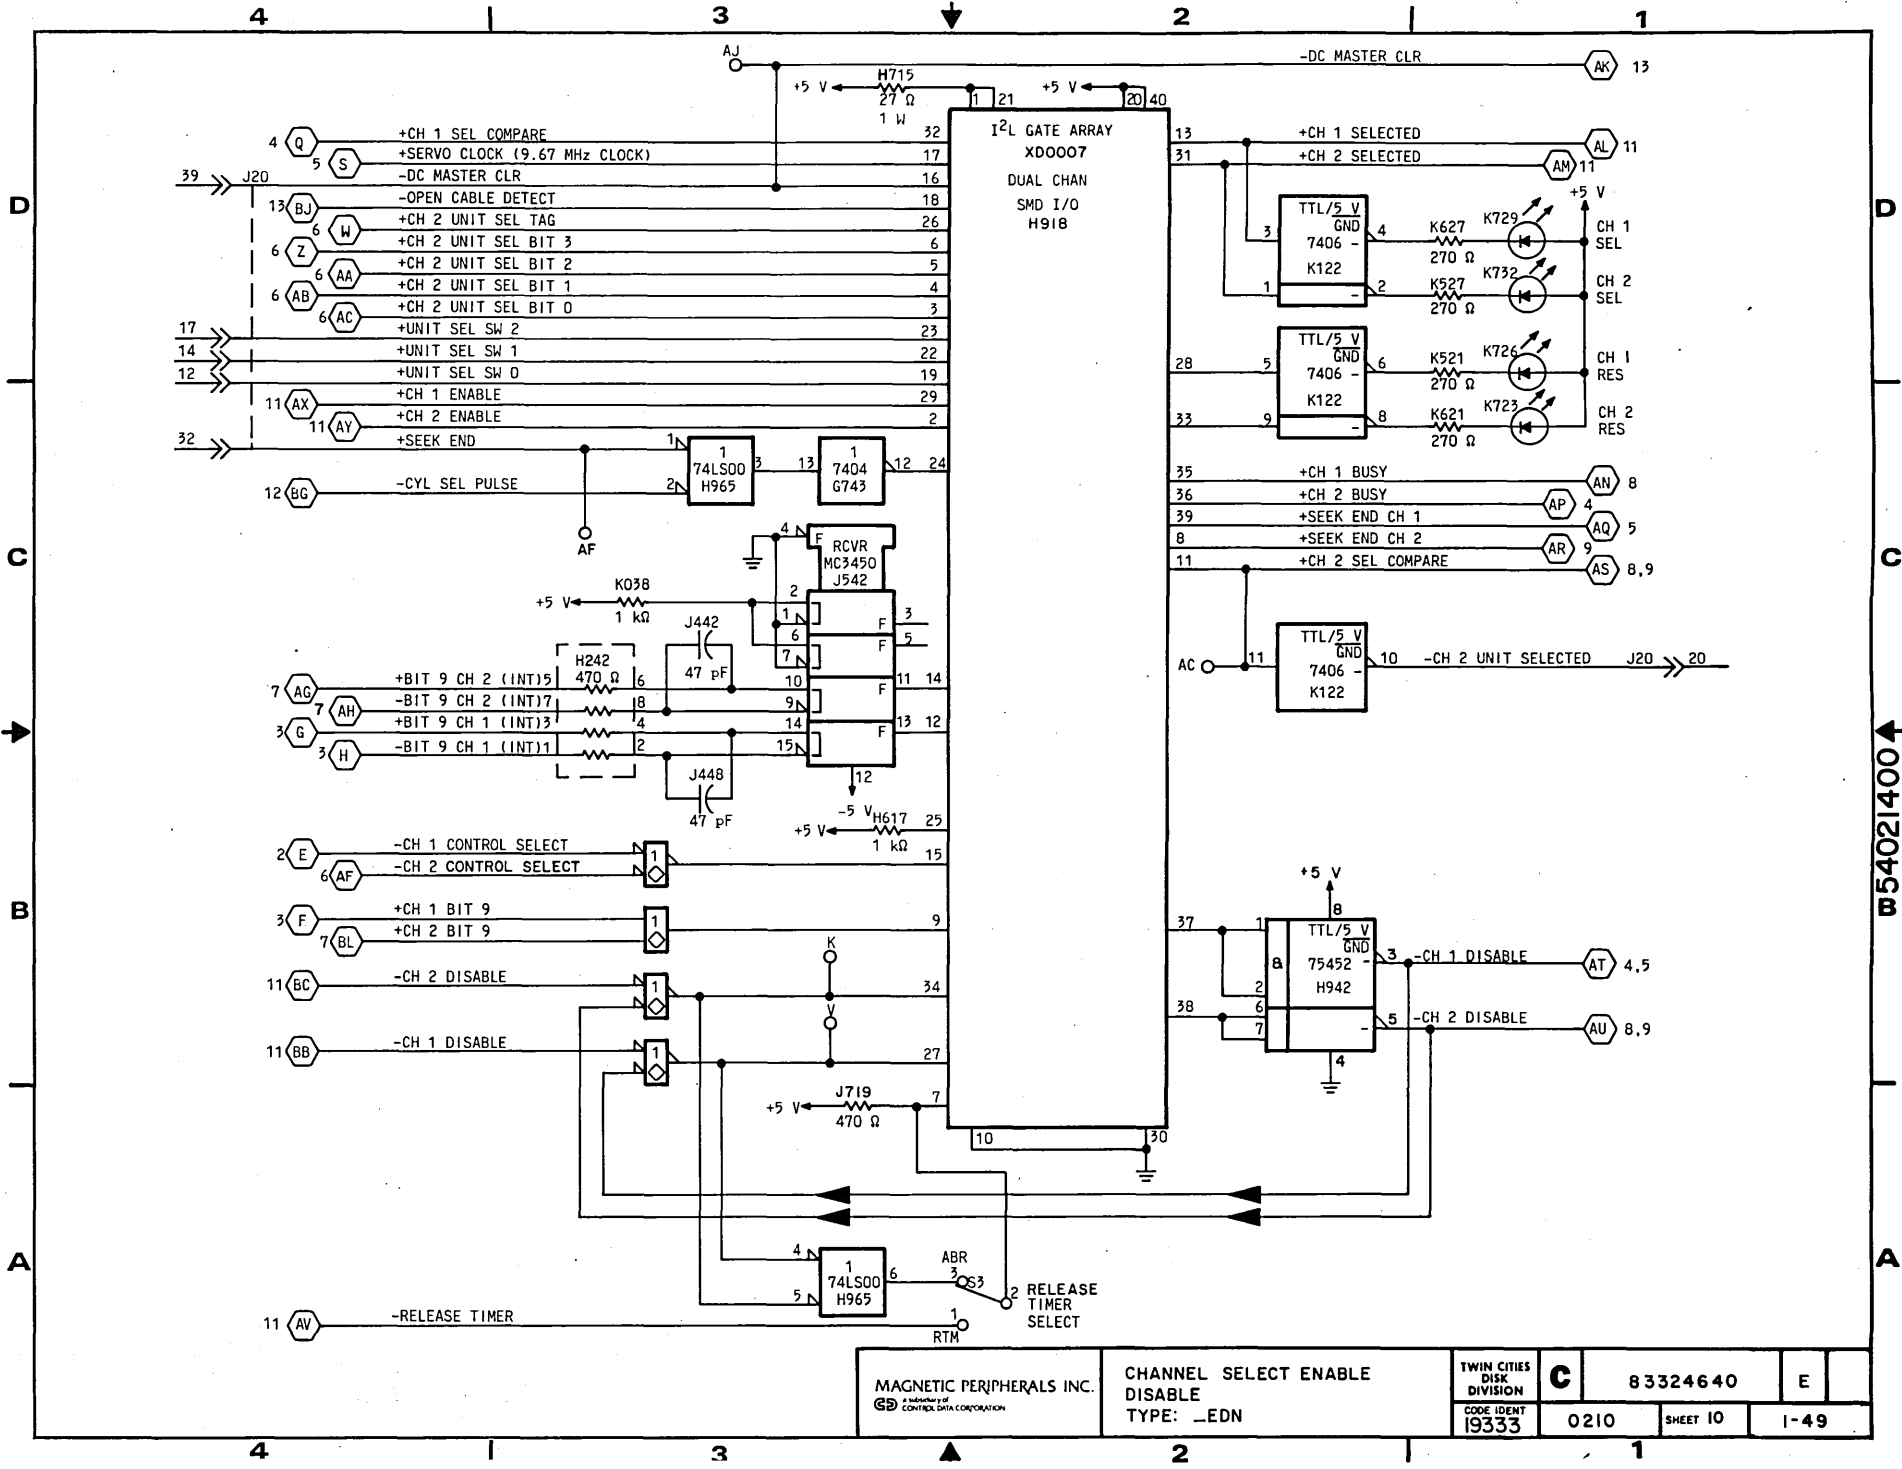 4 3 2 1
AJ
-DC MASTER CLR AK 13
+5 V H715 27 Ω 1 W 1 21
+5 V 20 40
I2L GATE ARRAY
XD0007
DUAL CHAN
SMD I/O
H918
4 Q +CH 1 SEL COMPARE 32
5 S +SERVO CLOCK (9.67 MHz CLOCK) 17
39 J20 -DC MASTER CLR 16
13 BJ -OPEN CABLE DETECT 18
6 W +CH 2 UNIT SEL TAG 26
6 Z +CH 2 UNIT SEL BIT 3 6
6 AA +CH 2 UNIT SEL BIT 2 5
6 AB +CH 2 UNIT SEL BIT 1 4
6 AC +CH 2 UNIT SEL BIT 0 3
17 +UNIT SEL SW 2 23
14 +UNIT SEL SW 1 22
12 +UNIT SEL SW 0 19
11 AX +CH 1 ENABLE 29
11 AY +CH 2 ENABLE 2
32 +SEEK END
1 2 1 74LS00 H965 3
13 1 7404 G743 12 24
12 BG -CYL SEL PULSE
AF
4 F RCVR
MC3450
J542
+5 V K038 1 kΩ
2 1 F 3
6 7 F 5
J442 47 pF
H242
470 Ω
7 AG +BIT 9 CH 2 (INT) 5 6 10 F 11 14
7 AH -BIT 9 CH 2 (INT) 7 8 9
3 G +BIT 9 CH 1 (INT) 3 4 14 F 13 12
3 H -BIT 9 CH 1 (INT) 1 2 15
12
-5 V
J448
47 pF
+5 V H617 1 kΩ 25
2 E -CH 1 CONTROL SELECT
6 AF -CH 2 CONTROL SELECT 1 15
3 F +CH 1 BIT 9
7 BL +CH 2 BIT 9 1 9
K
11 BC -CH 2 DISABLE 1 34
V
11 BB -CH 1 DISABLE 1 27
+5 V J719 470 Ω 7
10 30
4 5 1 74LS00 H965 6
ABR
3 S3
2 RELEASE
TIMER
SELECT
11 AV -RELEASE TIMER 1
RTM
13 +CH 1 SELECTED AL 11
31 +CH 2 SELECTED AM 11
+5 V
TTL/5 V
GND
3 7406 - 4 K627 270 Ω K729 CH 1 SEL
K122
1 - 2 K527 270 Ω K732 CH 2 SEL
TTL/5 V
GND
28 5 7406 - 6 K521 270 Ω K726 CH 1 RES
K122
33 9 - 8 K621 270 Ω K723 CH 2 RES
35 +CH 1 BUSY AN 8
36 +CH 2 BUSY AP 4
39 +SEEK END CH 1 AQ 5
8 +SEEK END CH 2 AR 9
11 +CH 2 SEL COMPARE AS 8,9
TTL/5 V
GND
AC 11 7406 - 10 -CH 2 UNIT SELECTED J20 20
K122
+5 V
8
37 1 TTL/5 V
GND
& 75452 - 3 -CH 1 DISABLE AT 4,5
2 H942
38 6 7 - 5 -CH 2 DISABLE AU 8,9
4
D D
C C
B B
A A
B54021400
MAGNETIC PERIPHERALS INC.
a subsidiary of
CONTROL DATA CORPORATION
CHANNEL SELECT ENABLE
DISABLE
TYPE: _EDN
TWIN CITIES
DISK
DIVISION
C 83324640 E
CODE IDENT
19333
0210 SHEET 10 1-49
4 3 2 1